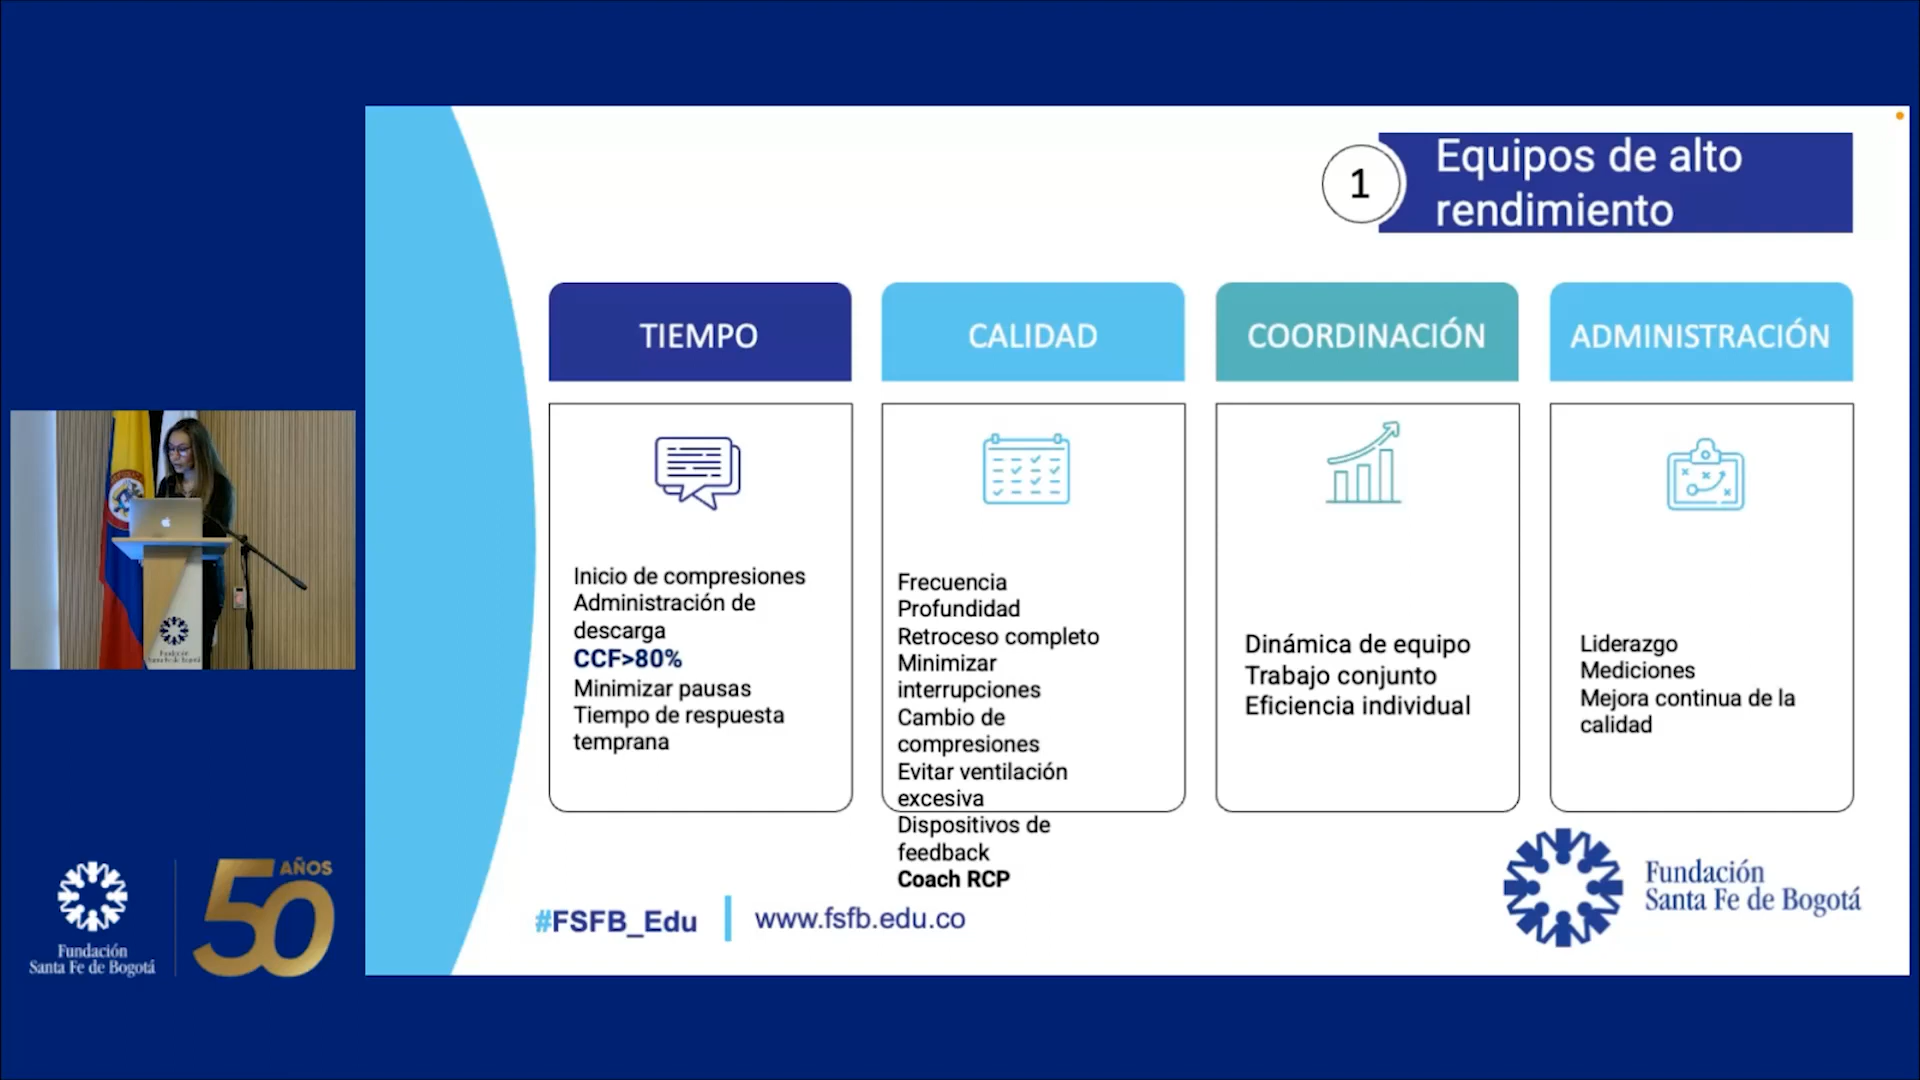 1
Equipos de alto
rendimiento
TIEMPO
Inicio de compresiones
Administración de
descarga
CCF>80%
Minimizar pausas
Tiempo de respuesta
temprana
CALIDAD
Frecuencia
Profundidad
Retroceso completo
Minimizar
interrupciones
Cambio de
compresiones
Evitar ventilación
excesiva
Dispositivos de
feedback
Coach RCP
COORDINACIÓN
Dinámica de equipo
Trabajo conjunto
Eficiencia individual
ADMINISTRACIÓN
Liderazgo
Mediciones
Mejora continua de la
calidad
#FSFB_Edu
www.fsfb.edu.co
Fundación
Santa Fe de Bogotá
Fundación
Santa Fe de Bogotá
50 AÑOS